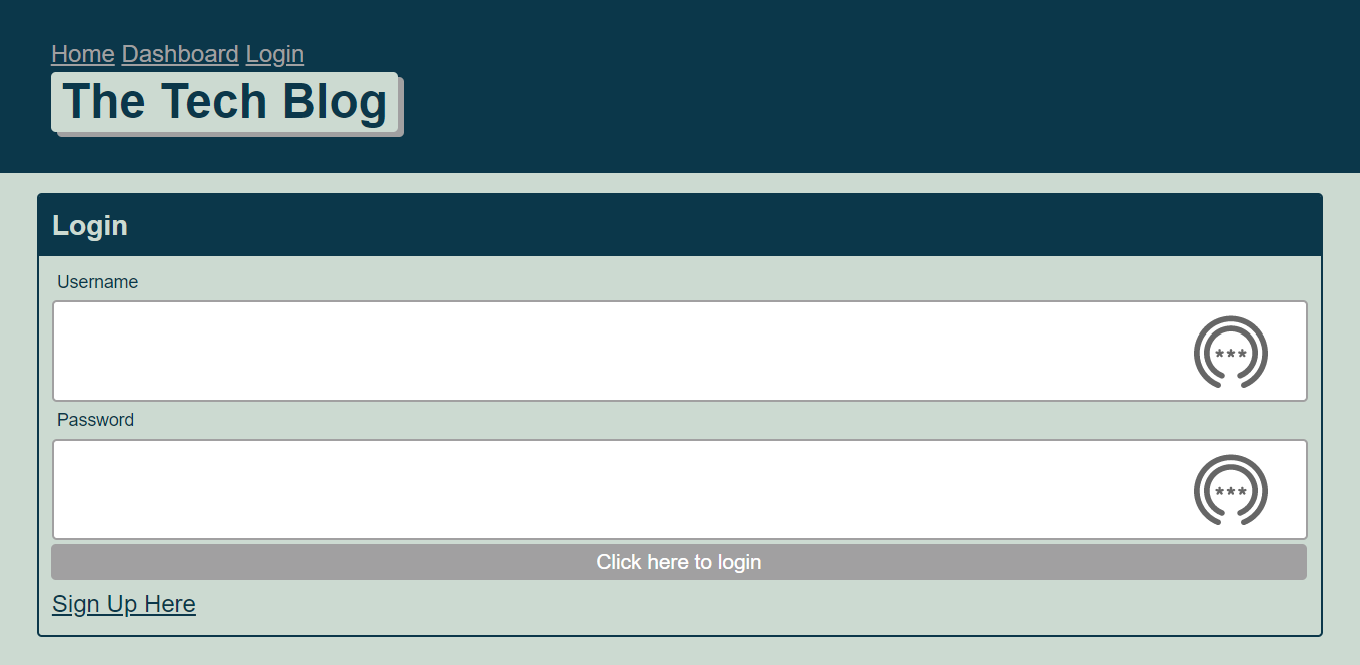 Home Dashboard Login
The Tech Blog
Login
Username
***
Password
***
Click here to login
Sign Up Here